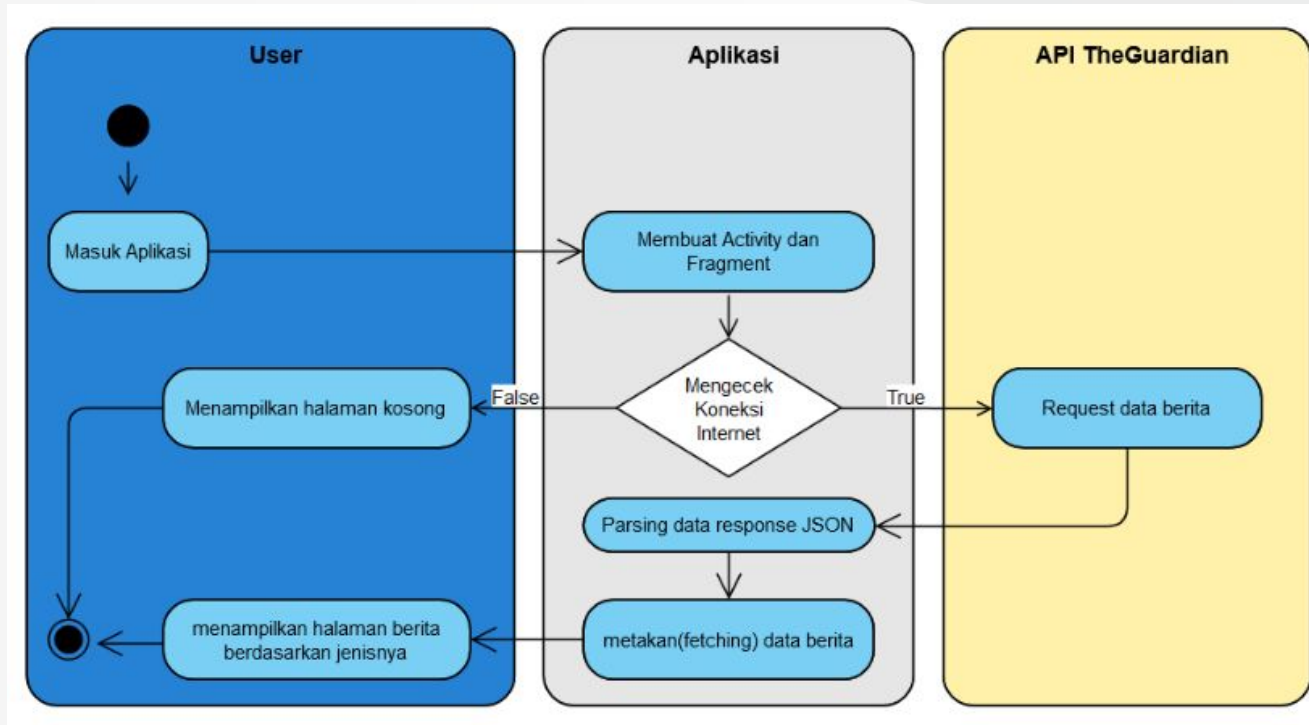 User
Aplikasi
API TheGuardian
Masuk Aplikasi
Membuat Activity dan
Fragment
Menampilkan halaman kosong
False
Mengecek
Koneksi
Internet
True
Request data berita
Parsing data response JSON
menampilkan halaman berita
berdasarkan jenisnya
metakan(fetching) data berita